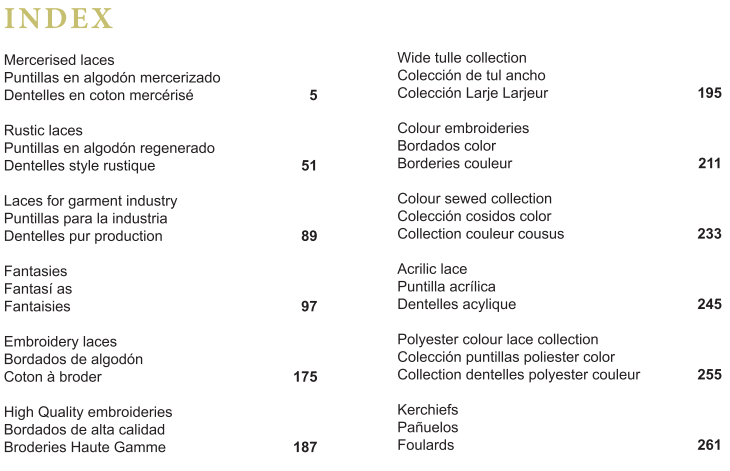 INDEX
Mercerised laces
Puntillas en algodón mercerizado
Dentelles en coton mercérisé 5
Rustic laces
Puntillas en algodón regenerado
Dentelles style rustique 51
Laces for garment industry
Puntillas para la industria
Dentelles pur production 89
Fantasies
Fantasí as
Fantaisies 97
Embroidery laces
Bordados de algodón
Coton à broder 175
High Quality embroideries
Bordados de alta calidad
Broderies Haute Gamme 187
Wide tulle collection
Colección de tul ancho
Colección Larje Larjeur 195
Colour embroideries
Bordados color
Borderies couleur 211
Colour sewed collection
Colección cosidos color
Collection couleur cousus 233
Acrilic lace
Puntilla acrílica
Dentelles acylique 245
Polyester colour lace collection
Colección puntillas poliester color
Collection dentelles polyester couleur 255
Kerchiefs
Pañuelos
Foulards 261